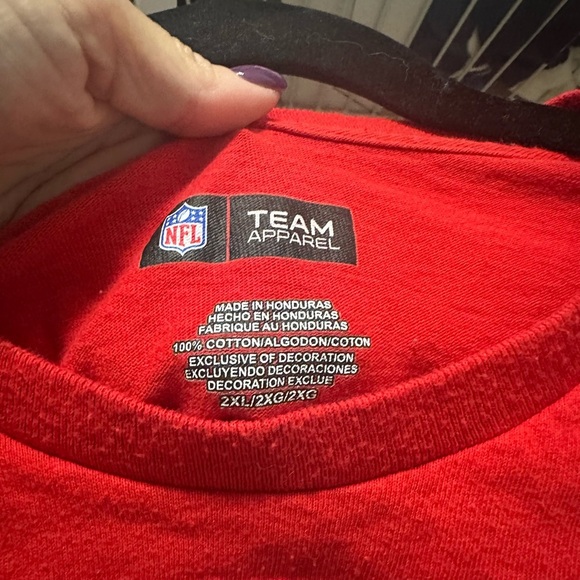 NFL
TEAM
APPAREL
MADE IN HONDURAS
HECHO EN HONDURAS
FABRIQUE AU HONDURAS
100% COTTON/ALGODON/COTON
EXCLUSIVE OF DECORATION
EXCLUYENDO DECORACIONES
DECORATION EXCLUE
2XL/2XG/2XG